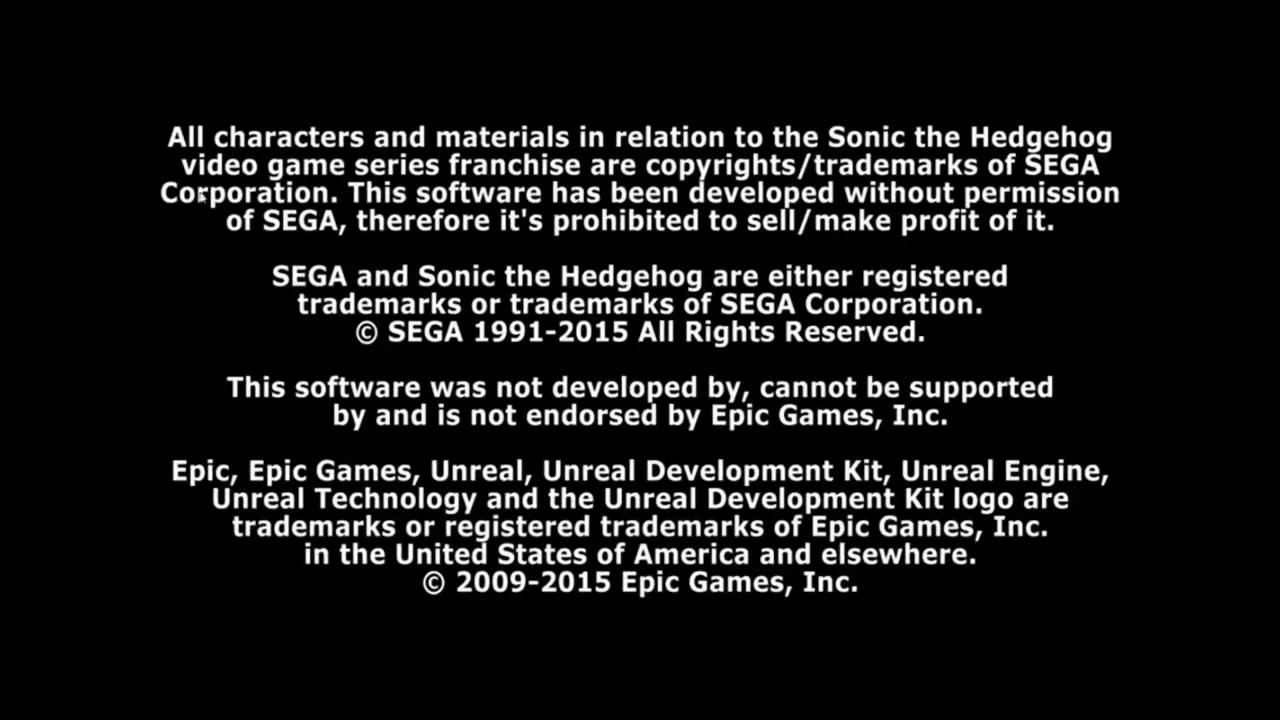 All characters and materials in relation to the Sonic the Hedgehog
video game series franchise are copyrights/trademarks of SEGA
Corporation. This software has been developed without permission
of SEGA, therefore it's prohibited to sell/make profit of it.
SEGA and Sonic the Hedgehog are either registered
trademarks or trademarks of SEGA Corporation.
© SEGA 1991-2015 All Rights Reserved.
This software was not developed by, cannot be supported
by and is not endorsed by Epic Games, Inc.
Epic, Epic Games, Unreal, Unreal Development Kit, Unreal Engine,
Unreal Technology and the Unreal Development Kit logo are
trademarks or registered trademarks of Epic Games, Inc.
in the United States of America and elsewhere.
© 2009-2015 Epic Games, Inc.